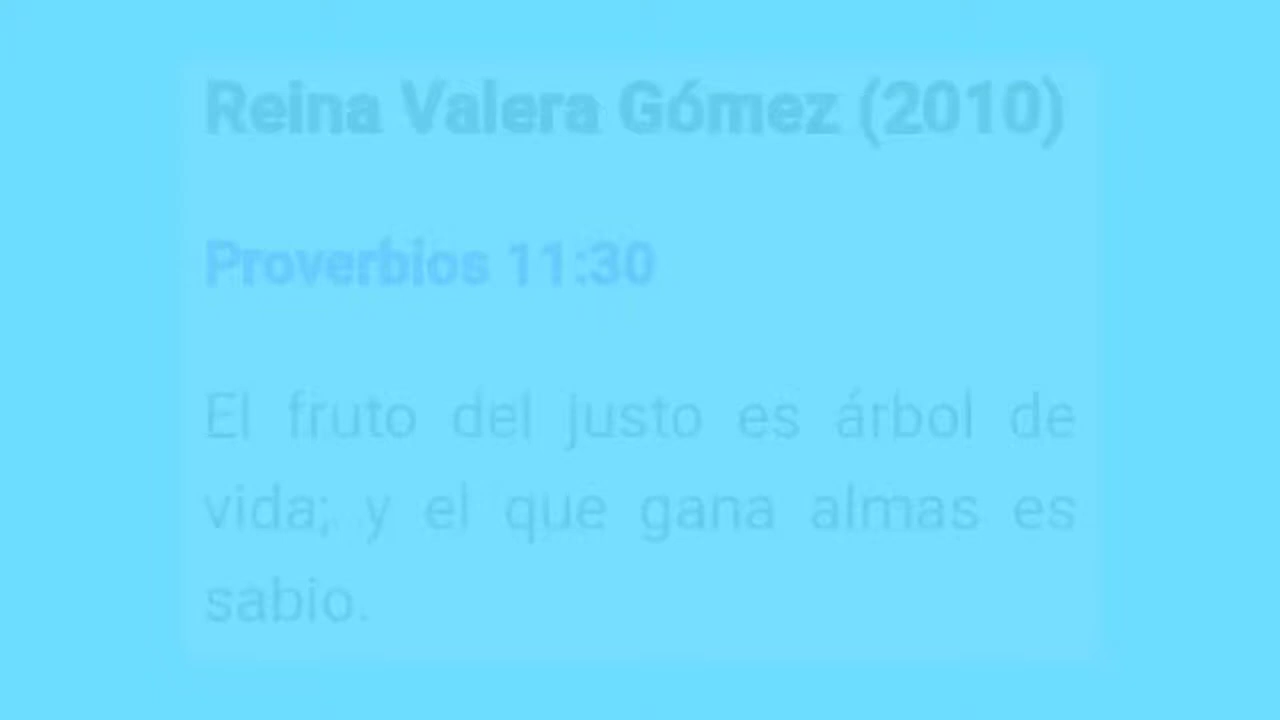 Reina Valera Gómez (2010)
Proverbios 11:30
El fruto del justo es árbol de
vida; y el que gana almas es
sabio.